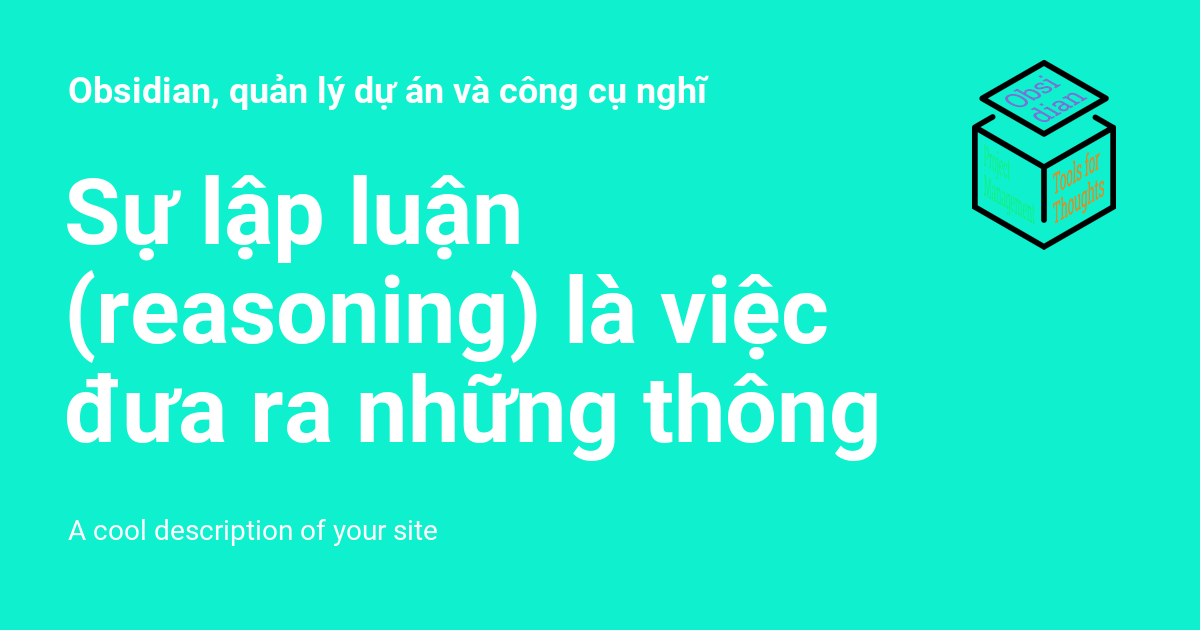 Obsidian, quản lý dự án và công cụ nghĩ
Obsi
dian
Project
Management
Tools for
Thoughts
Sự lập luận
(reasoning) là việc
đưa ra những thông
A cool description of your site